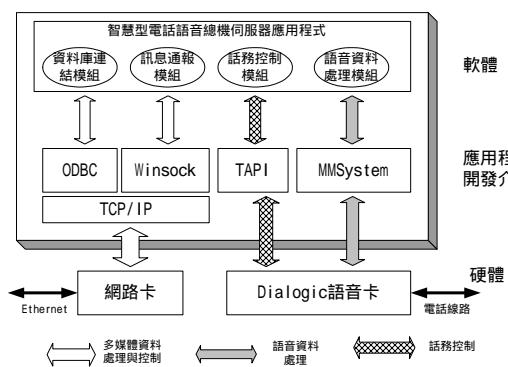 智慧型電話語音總機伺服器應用程式
資料庫連
結模組
訊息通報
模組
話務控制
模組
語音資料
處理模組
軟體
ODBC
Winsock
TAPI
MMSystem
應用程
開發介
TCP/IP
硬體
網路卡
Dialogic語音卡
Ethernet
電話線路
多媒體資料
處理與控制
語音資料
處理
話務控制